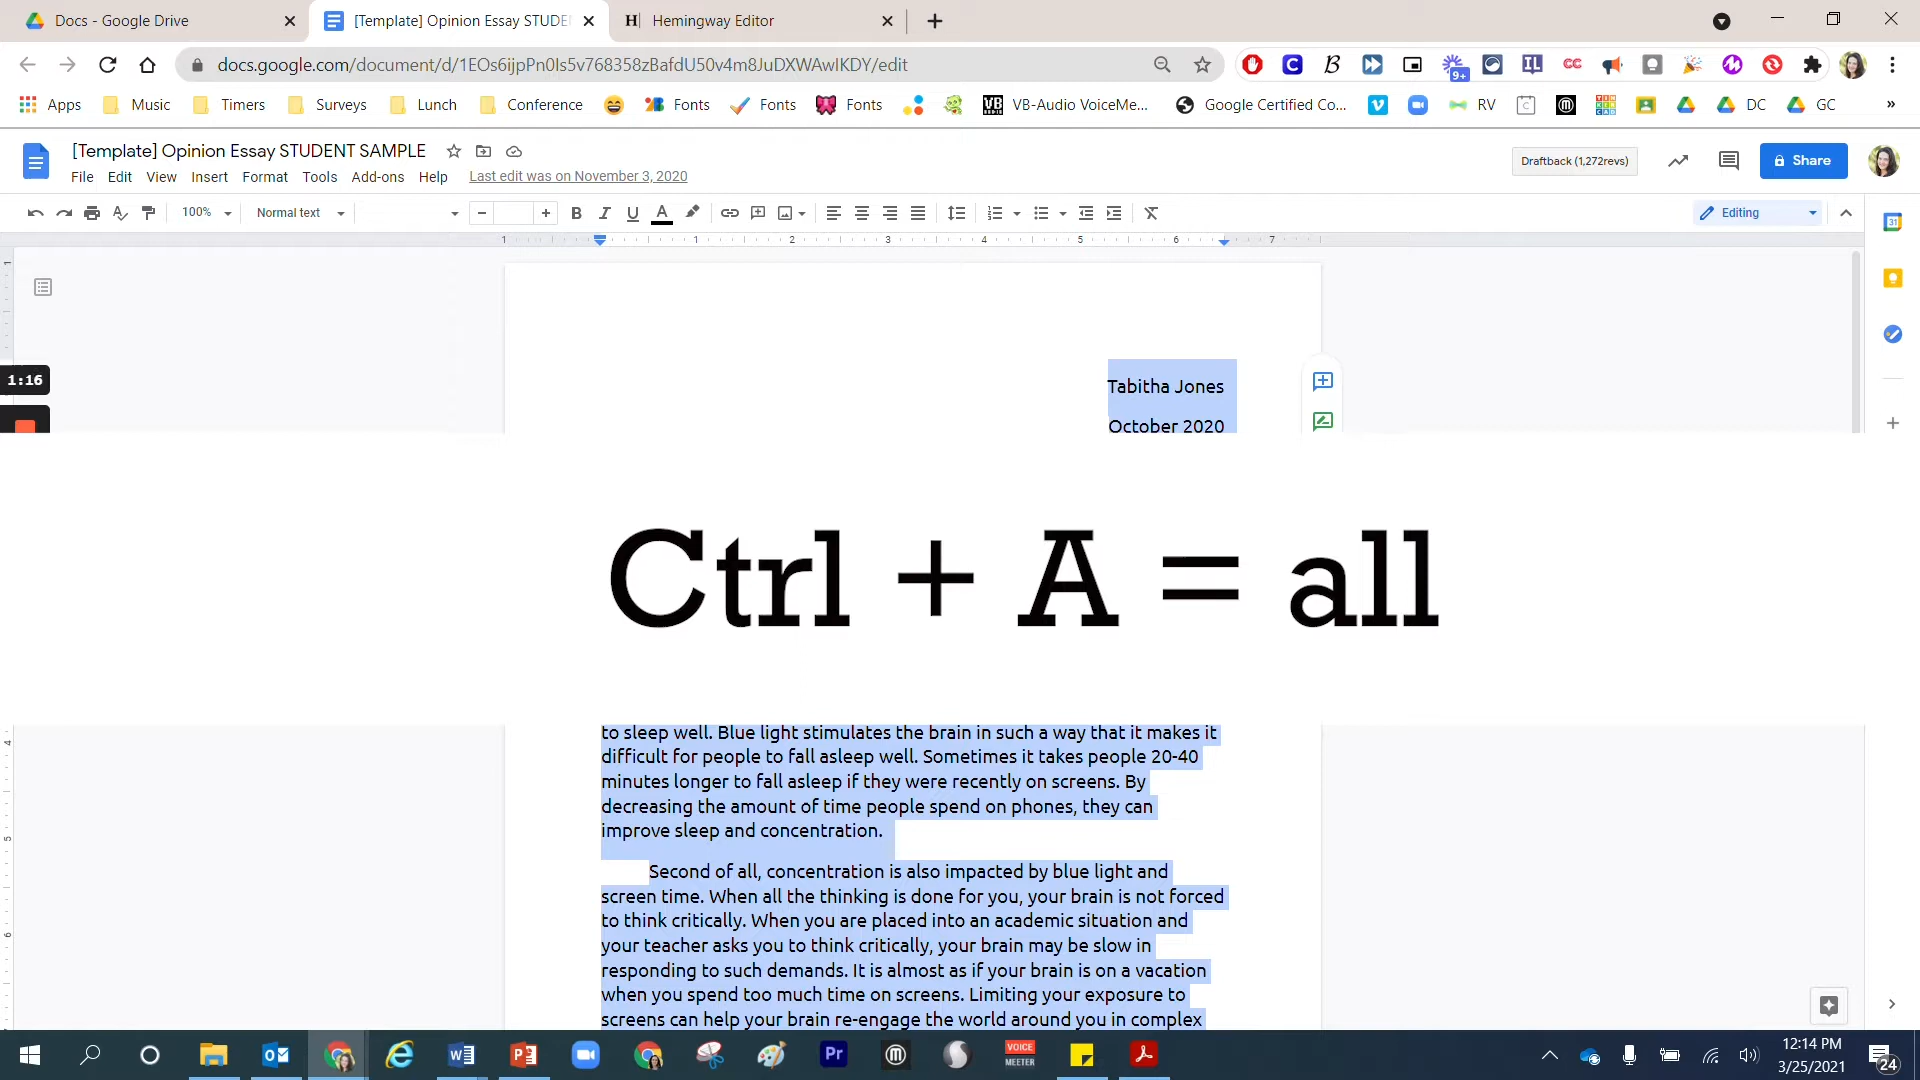 Docs - Google Drive
[Template] Opinion Essay STUDE
H Hemingway Editor
docs.google.com/document/d/1EOs6ijpPn0Is5v768358zBafdU50v4m8JuDXWAwIKDY/edit
Apps
Music
Timers
Surveys
Lunch
Conference
Fonts
Fonts
Fonts
VB-Audio VoiceMe...
Google Certified Co...
RV
DC
GC
[Template] Opinion Essay STUDENT SAMPLE
Draftback (1,272revs)
Share
File Edit View Insert Format Tools Add-ons Help
Last edit was on November 3, 2020
100%
Normal text
Editing
1 1 2 3 4 5 6 7
1:16
Tabitha Jones
October 2020
Ctrl + A = all
to sleep well. Blue light stimulates the brain in such a way that it makes it
difficult for people to fall asleep well. Sometimes it takes people 20-40
minutes longer to fall asleep if they were recently on screens. By
decreasing the amount of time people spend on phones, they can
improve sleep and concentration.
Second of all, concentration is also impacted by blue light and
screen time. When all the thinking is done for you, your brain is not forced
to think critically. When you are placed into an academic situation and
your teacher asks you to think critically, your brain may be slow in
responding to such demands. It is almost as if your brain is on a vacation
when you spend too much time on screens. Limiting your exposure to
screens can help your brain re-engage the world around you in complex
12:14 PM
3/25/2021
24